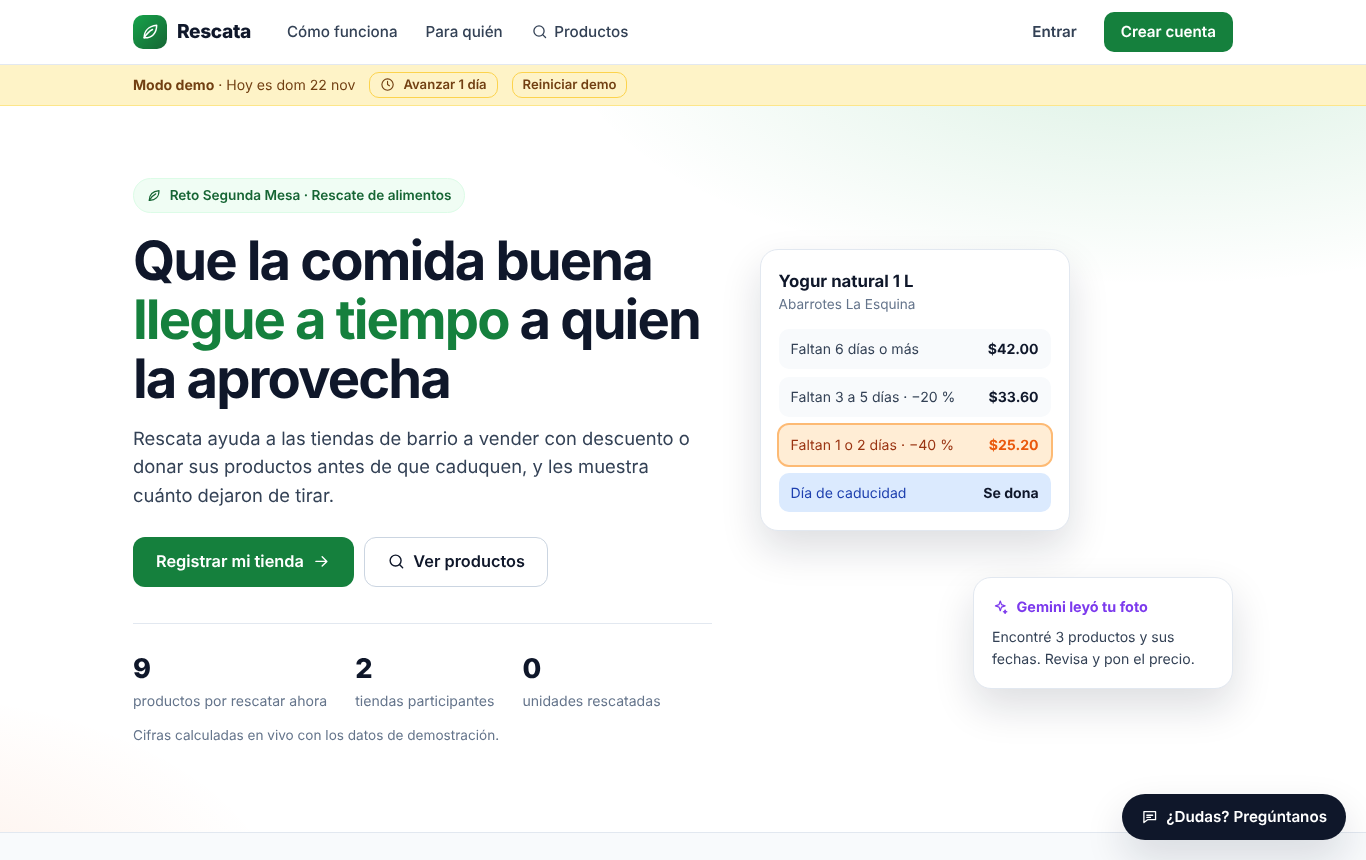 Rescata
Cómo funciona
Para quién
Productos
Entrar
Crear cuenta
Modo demo · Hoy es dom 22 nov
Avanzar 1 día
Reiniciar demo
Reto Segunda Mesa · Rescate de alimentos
Que la comida buena
llegue a tiempo a quien
la aprovecha
Rescata ayuda a las tiendas de barrio a vender con descuento o
donar sus productos antes de que caduquen, y les muestra
cuánto dejaron de tirar.
Registrar mi tienda →
Ver productos
9
productos por rescatar ahora
2
tiendas participantes
0
unidades rescatadas
Cifras calculadas en vivo con los datos de demostración.
Yogur natural 1 L
Abarrotes La Esquina
Faltan 6 días o más $42.00
Faltan 3 a 5 días · −20 % $33.60
Faltan 1 o 2 días · −40 % $25.20
Día de caducidad Se dona
Gemini leyó tu foto
Encontré 3 productos y sus
fechas. Revisa y pon el precio.
¿Dudas? Pregúntanos